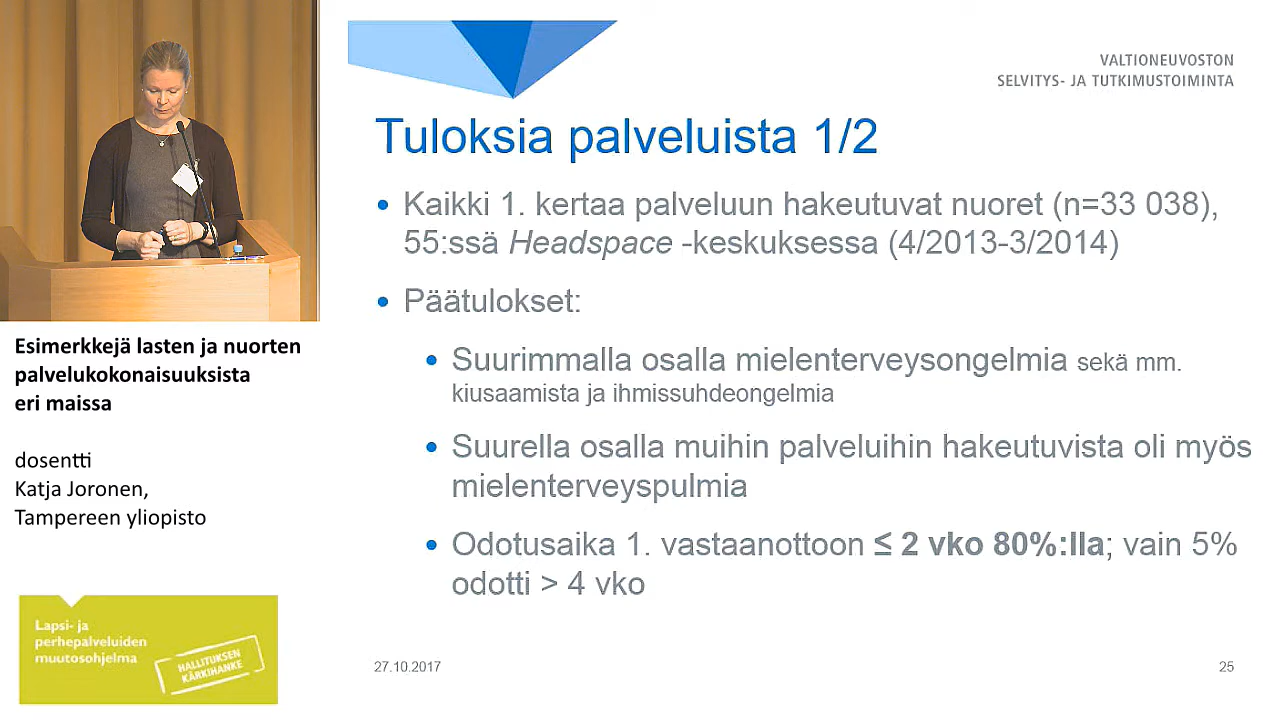 VALTIONEUVOSTON
SELVITYS- JA TUTKIMUSTOIMINTA
Tuloksia palveluista 1/2
Kaikki 1. kertaa palveluun hakeutuvat nuoret (n=33 038),
55:ssä Headspace -keskuksessa (4/2013-3/2014)
Päätulokset:
Suurimmalla osalla mielenterveysongelmia sekä mm.
kiusaamista ja ihmissuhdeongelmia
Suurella osalla muihin palveluihin hakeutuvista oli myös
mielenterveyspulmia
Odotusaika 1. vastaanottoon ≤ 2 vko 80%:lla; vain 5%
odotti > 4 vko
27.10.2017
25
Esimerkkejä lasten ja nuorten
palvelukokonaisuuksista
eri maissa
dosentti
Katja Joronen,
Tampereen yliopisto
Lapsi- ja
perhepalveluiden
muutosohjelma
HALLITUKSEN
KÄRKIHANKE